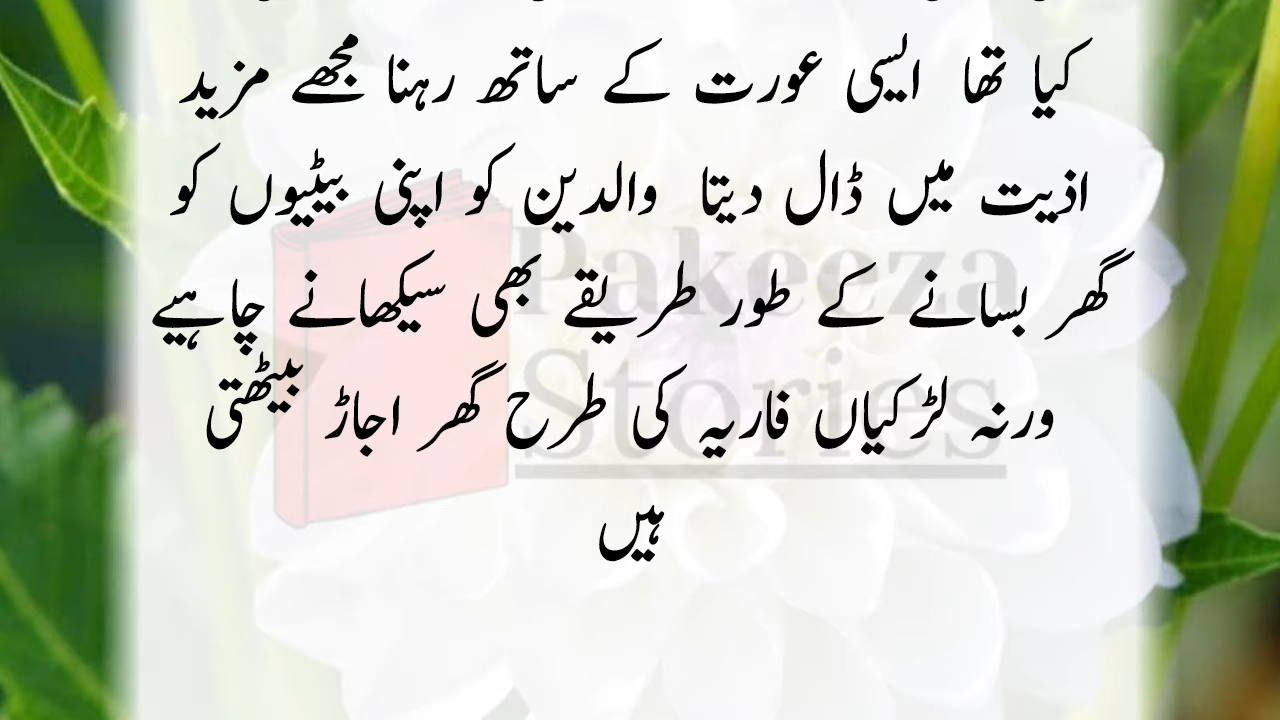 کیا تھا ایسی عورت کے ساتھ رہنا مجھے مزید
اذیت میں ڈال دیتا والدین کو اپنی بیٹیوں کو
گھر بسانے کے طور طریقے بھی سیکھانے چاہیے
ورنہ لڑکیاں فاریہ کی طرح گھر اجاڑ بیٹھتی
ہیں
Pakeeza
Stories